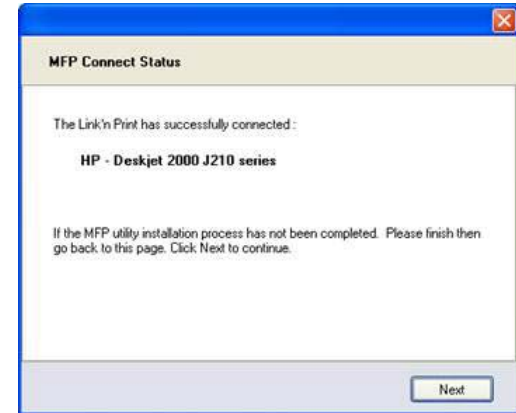 MFP Connect Status
The Link'n Print has successfully connected :
HP - Deskjet 2000 J210 series
If the MFP utility installation process has not been completed. Please finish then
go back to this page. Click Next to continue.
Next